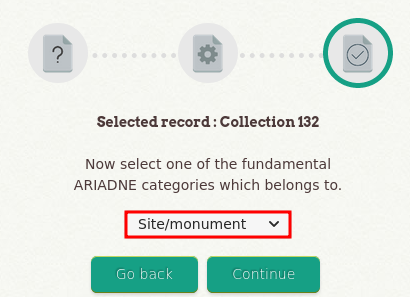 ?
Selected record : Collection 132
Now select one of the fundamental
ARIADNE categories which belongs to.
Site/monument
Go back Continue